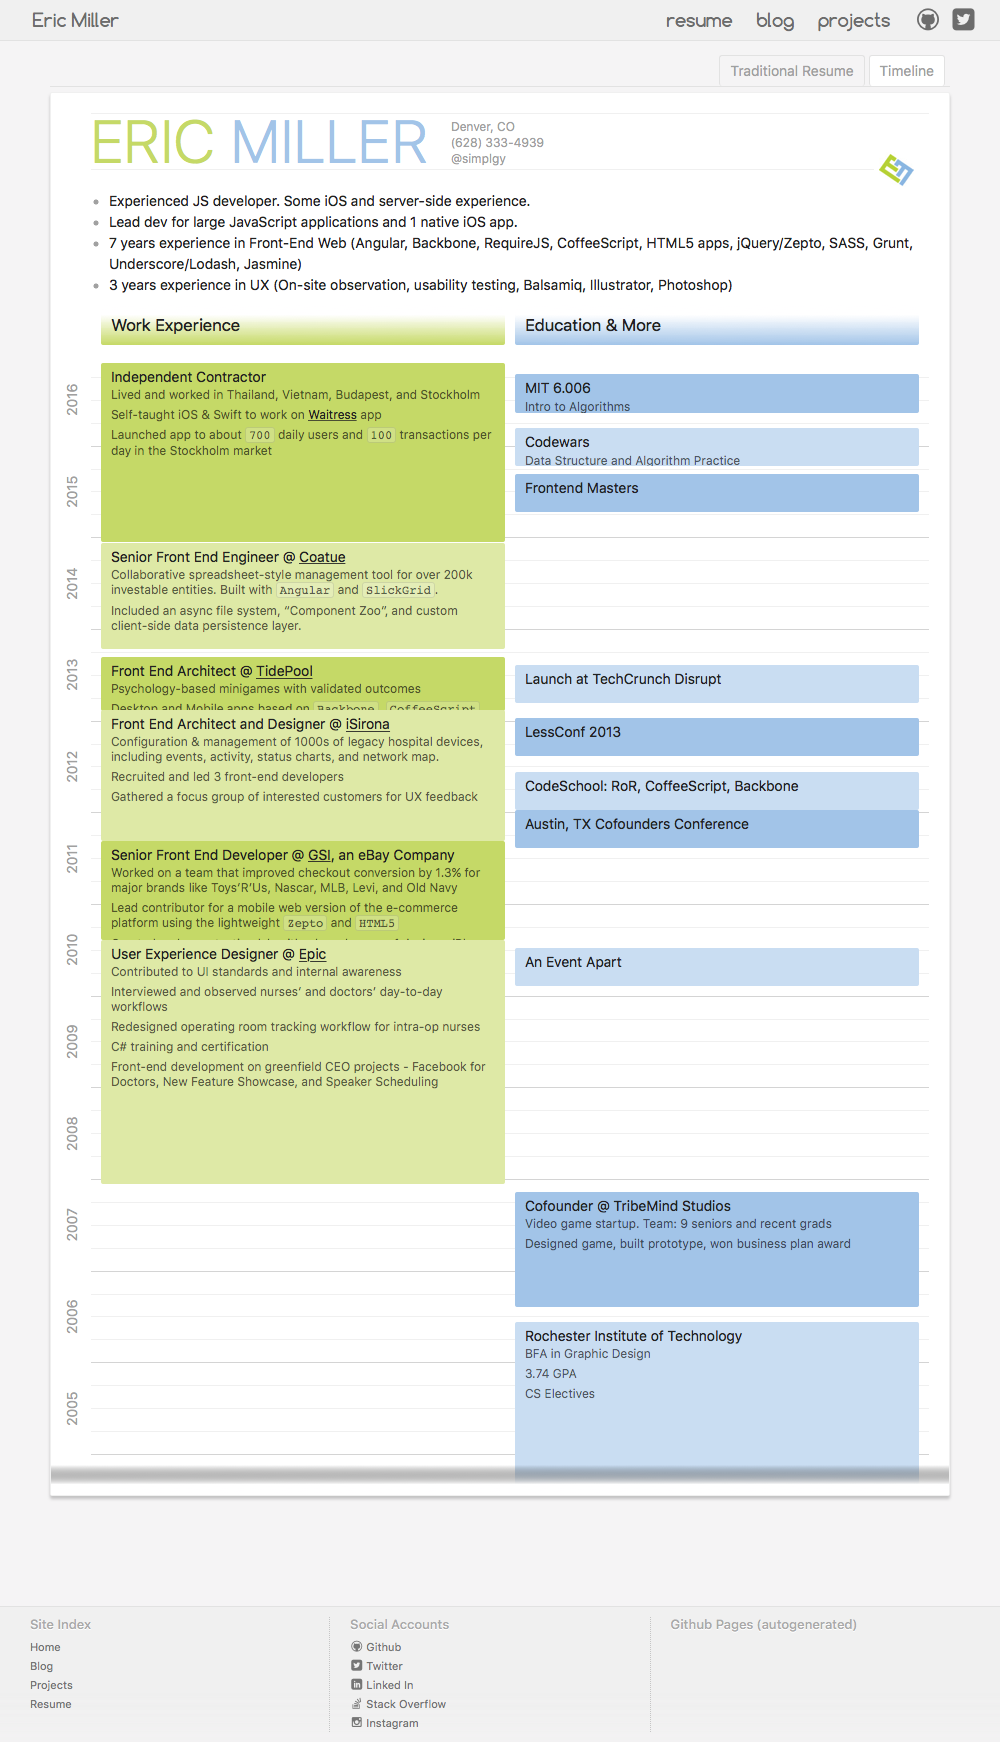 Eric Miller
resume blog projects
Traditional Resume Timeline
ERIC MILLER
Denver, CO
(628) 333-4939
@simplgy
Experienced JS developer. Some iOS and server-side experience.
Lead dev for large JavaScript applications and 1 native iOS app.
7 years experience in Front-End Web (Angular, Backbone, RequireJS, CoffeeScript, HTML5 apps, jQuery/Zepto, SASS, Grunt,
Underscore/Lodash, Jasmine)
3 years experience in UX (On-site observation, usability testing, Balsamiq, Illustrator, Photoshop)
Work Experience
2016
2015
2014
2013
2012
2011
2010
2009
2008
2007
2006
2005
Independent Contractor
Lived and worked in Thailand, Vietnam, Budapest, and Stockholm
Self-taught iOS & Swift to work on Waitress app
Launched app to about 700 daily users and 100 transactions per
day in the Stockholm market
Senior Front End Engineer @ Coatue
Collaborative spreadsheet-style management tool for over 200k
investable entities. Built with Angular and SlickGrid.
Included an async file system, “Component Zoo”, and custom
client-side data persistence layer.
Front End Architect @ TidePool
Psychology-based minigames with validated outcomes
Desktop and Mobile apps based on Backbone CoffeeScript
Front End Architect and Designer @ iSirona
Configuration & management of 1000s of legacy hospital devices,
including events, activity, status charts, and network map.
Recruited and led 3 front-end developers
Gathered a focus group of interested customers for UX feedback
Senior Front End Developer @ GSI, an eBay Company
Worked on a team that improved checkout conversion by 1.3% for
major brands like Toys’R’Us, Nascar, MLB, Levi, and Old Navy
Lead contributor for a mobile web version of the e-commerce
platform using the lightweight Zepto and HTML5
User Experience Designer @ Epic
Contributed to UI standards and internal awareness
Interviewed and observed nurses’ and doctors’ day-to-day
workflows
Redesigned operating room tracking workflow for intra-op nurses
C# training and certification
Front-end development on greenfield CEO projects - Facebook for
Doctors, New Feature Showcase, and Speaker Scheduling
Education & More
MIT 6.006
Intro to Algorithms
Codewars
Data Structure and Algorithm Practice
Frontend Masters
Launch at TechCrunch Disrupt
LessConf 2013
CodeSchool: RoR, CoffeeScript, Backbone
Austin, TX Cofounders Conference
An Event Apart
Cofounder @ TribeMind Studios
Video game startup. Team: 9 seniors and recent grads
Designed game, built prototype, won business plan award
Rochester Institute of Technology
BFA in Graphic Design
3.74 GPA
CS Electives
Site Index
Home
Blog
Projects
Resume
Social Accounts
Github
Twitter
Linked In
Stack Overflow
Instagram
Github Pages (autogenerated)